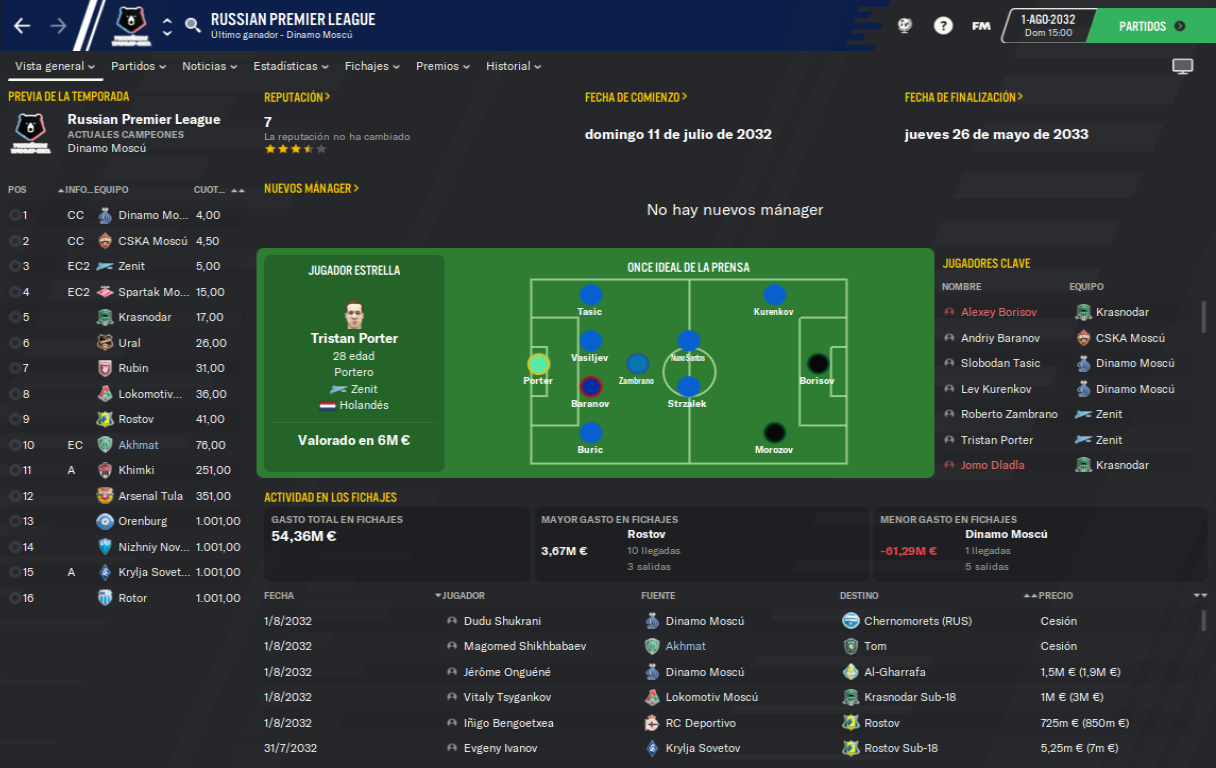 RUSSIAN PREMIER LEAGUE
Último ganador - Dinamo Moscú
?
FM
1-AGO-2032
Dom 15:00
PARTIDOS
Vista general
Partidos
Noticias
Estadísticas
Fichajes
Premios
Historial
PREVIA DE LA TEMPORADA
Russian Premier League
ACTUALES CAMPEONES
Dinamo Moscú
REPUTACIÓN
7
La reputación no ha cambiado
FECHA DE COMIENZO
domingo 11 de julio de 2032
FECHA DE FINALIZACIÓN
jueves 26 de mayo de 2033
POS INFO... EQUIPO CUOT...
1 CC Dinamo Mo... 4,00
2 CC CSKA Moscú 4,50
3 EC2 Zenit 5,00
4 EC2 Spartak Mo... 15,00
5 Krasnodar 17,00
6 Ural 26,00
7 Rubin 31,00
8 Lokomotiv... 36,00
9 Rostov 41,00
10 EC Akhmat 76,00
11 A Khimki 251,00
12 Arsenal Tula 351,00
13 Orenburg 1.001,00
14 Nizhniy Nov... 1.001,00
15 A Krylja Sovet... 1.001,00
16 Rotor 1.001,00
NUEVOS MÁNAGER
No hay nuevos mánager
JUGADOR ESTRELLA
Tristan Porter
28 edad
Portero
Zenit
Holandés
Valorado en 6M €
ONCE IDEAL DE LA PRENSA
Tasic
Kurenkov
Vasiljev
Nuno Santos
Porter
Zambrano
Borisov
Baranov
Strzalek
Buric
Morozov
JUGADORES CLAVE
NOMBRE EQUIPO
Alexey Borisov Krasnodar
Andriy Baranov CSKA Moscú
Slobodan Tasic Dinamo Moscú
Lev Kurenkov Dinamo Moscú
Roberto Zambrano Zenit
Tristan Porter Zenit
Jomo Dladla Krasnodar
ACTIVIDAD EN LOS FICHAJES
GASTO TOTAL EN FICHAJES
54,36M €
MAYOR GASTO EN FICHAJES
Rostov
3,67M €
10 llegadas
3 salidas
MENOR GASTO EN FICHAJES
Dinamo Moscú
-61,29M €
1 llegadas
5 salidas
FECHA JUGADOR FUENTE DESTINO PRECIO
1/8/2032 Dudu Shukrani Dinamo Moscú Chernomorets (RUS) Cesión
1/8/2032 Magomed Shikhbabaev Akhmat Tom Cesión
1/8/2032 Jérôme Onguéné Dinamo Moscú Al-Gharrafa 1,5M € (1,9M €)
1/8/2032 Vitaly Tsygankov Lokomotiv Moscú Krasnodar Sub-18 1M € (3M €)
1/8/2032 Iñigo Bengoetxea RC Deportivo Rostov 725m € (850m €)
31/7/2032 Evgeny Ivanov Krylja Sovetov Rostov Sub-18 5,25m € (7m €)